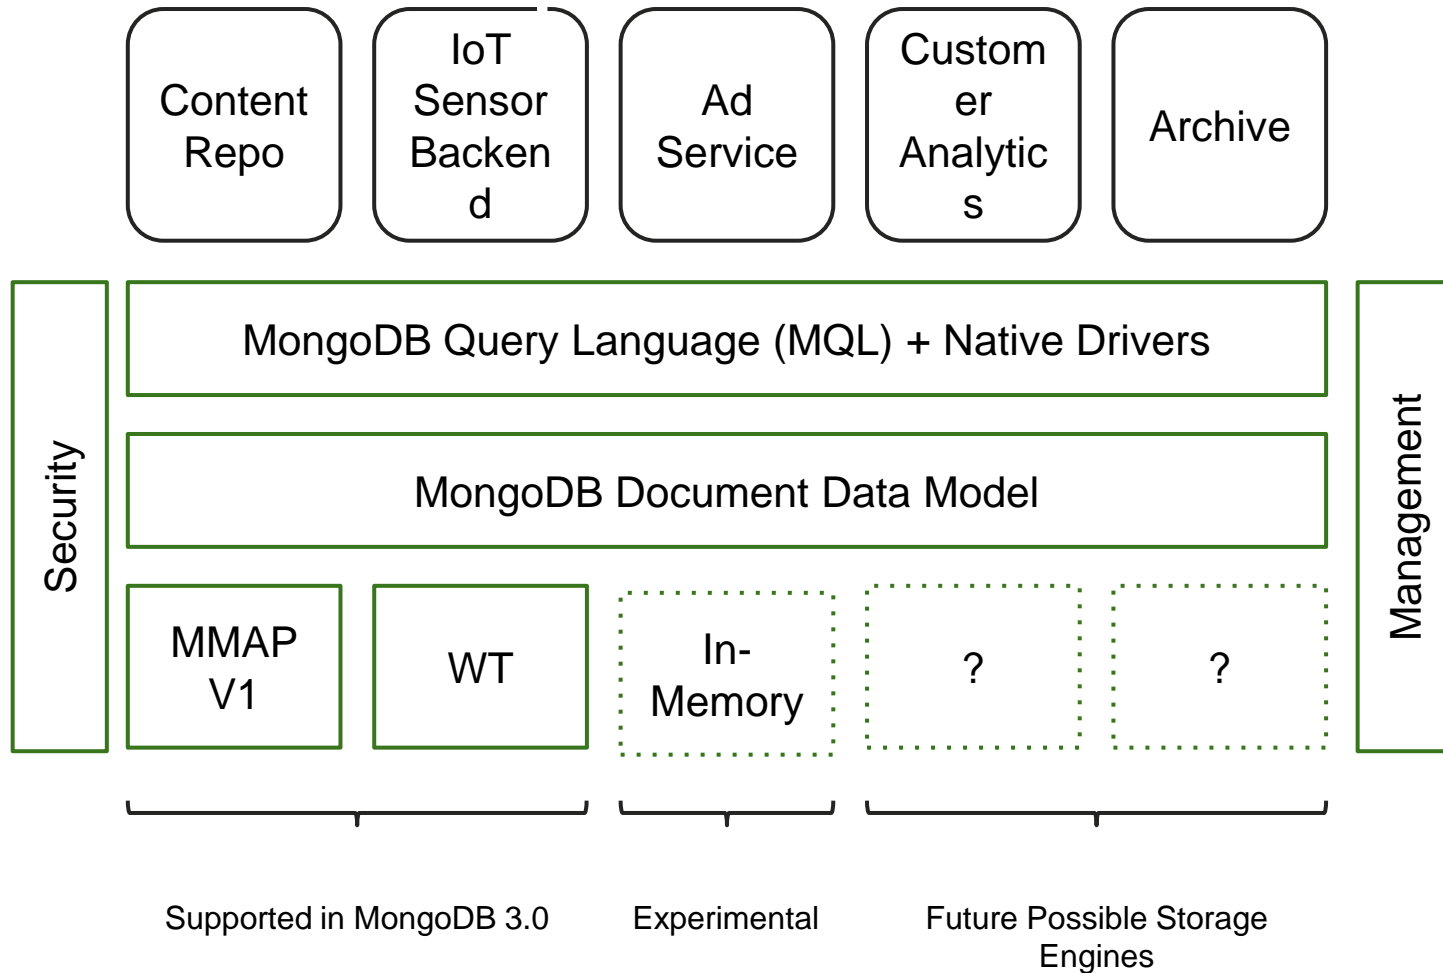 Content
Repo
IoT
Sensor
Backen
d
Ad
Service
Custom
er
Analytic
s
Archive
Security
MongoDB Query Language (MQL) + Native Drivers
MongoDB Document Data Model
Management
MMAP
V1
WT
In-
Memory
?
?
Supported in MongoDB 3.0
Experimental
Future Possible Storage
Engines